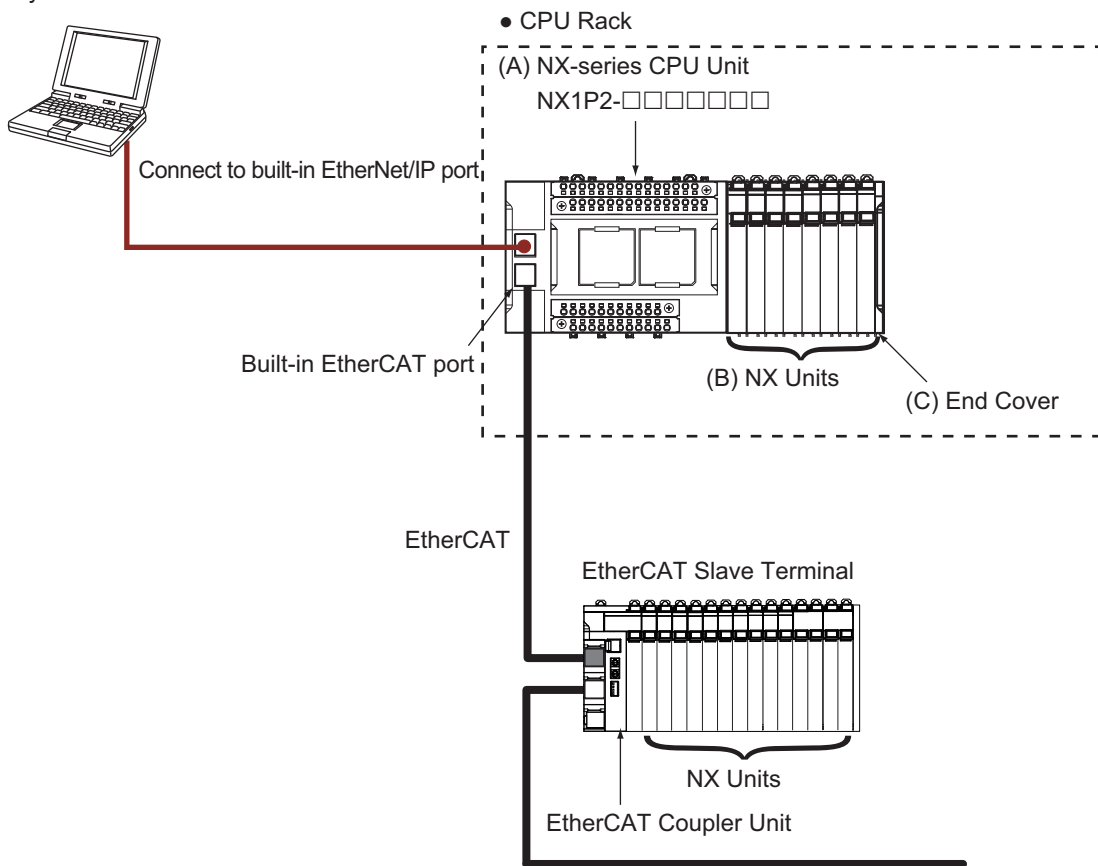 ● CPU Rack
(A) NX-series CPU Unit
NX1P2-□□□□□□□
Connect to built-in EtherNet/IP port
Built-in EtherCAT port
(B) NX Units
(C) End Cover
EtherCAT
EtherCAT Slave Terminal
NX Units
EtherCAT Coupler Unit